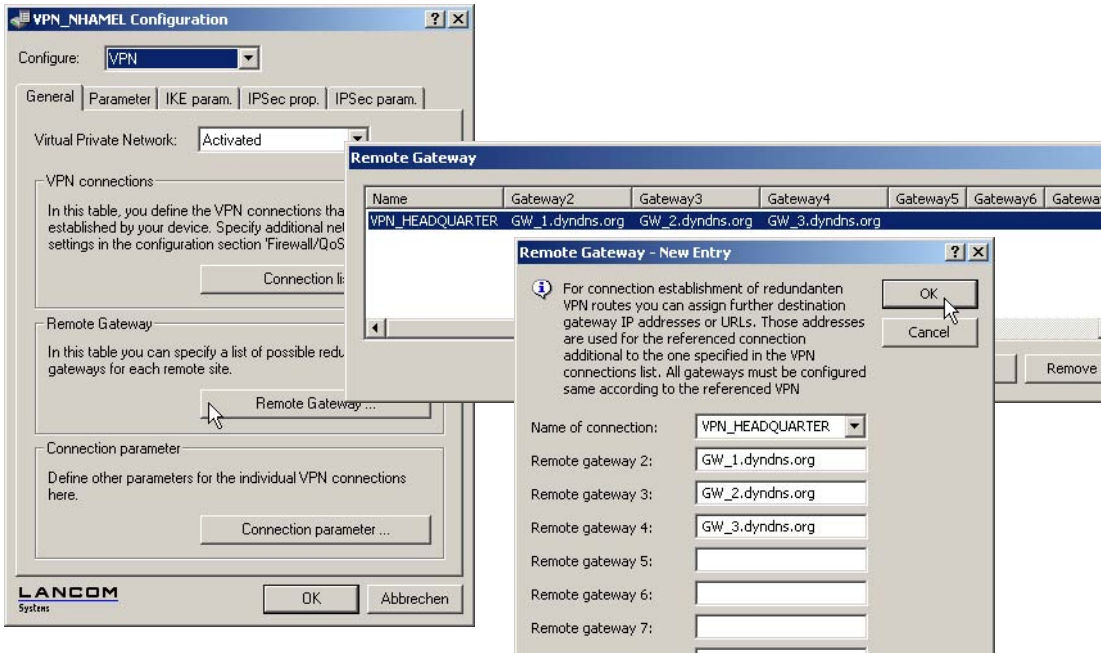 VPN_NHAMEL Configuration
Configure: VPN
General Parameter IKE param. IPSec prop. IPSec param.
Virtual Private Network: Activated
VPN connections
In this table, you define the VPN connections tha
established by your device. Specify additional net
settings in the configuration section 'Firewall/QoS
Connection li
Remote Gateway
In this table you can specify a list of possible redu
gateways for each remote site.
Remote Gateway ...
Connection parameter
Define other parameters for the individual VPN connections
here.
Connection parameter ...
LANCOM
Systems
OK Abbrechen
Remote Gateway
Name Gateway2 Gateway3 Gateway4 Gateway5 Gateway6 Gatewa
VPN_HEADQUARTER GW_1.dyndns.org GW_2.dyndns.org GW_3.dyndns.org
Remove
Remote Gateway - New Entry
For connection establishment of redundanten
VPN routes you can assign further destination
gateway IP addresses or URLs. Those addresses
are used for the referenced connection
additional to the one specified in the VPN
connections list. All gateways must be configured
same according to the referenced VPN
OK
Cancel
Name of connection: VPN_HEADQUARTER
Remote gateway 2: GW_1.dyndns.org
Remote gateway 3: GW_2.dyndns.org
Remote gateway 4: GW_3.dyndns.org
Remote gateway 5:
Remote gateway 6:
Remote gateway 7: